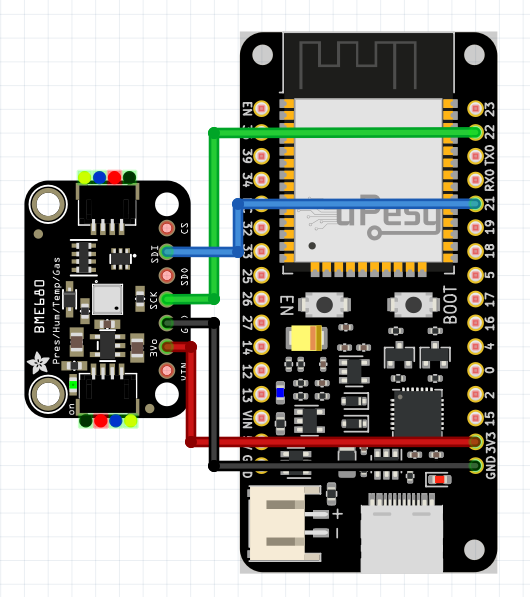 BME680
Pres/Hum/Temp/Gas
on
CS
SDI
SDO
SCK
3Vo
VIN
EN
39
34
32
33
25
26
27
14
12
13
VIN
23
22
TX0
RX0
21
19
18
5
17
16
4
0
2
15
3V3
GND
uPesy
EN
BOOT
+
-